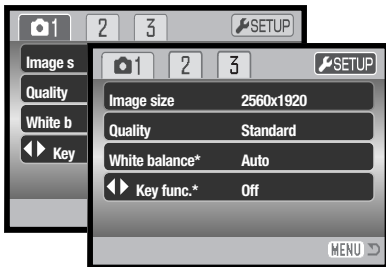 1 2 3 SETUP
Image s
Quality
White b
Key
1 2 3 SETUP
Image size 2560x1920
Quality Standard
White balance* Auto
Key func.* Off
MENU